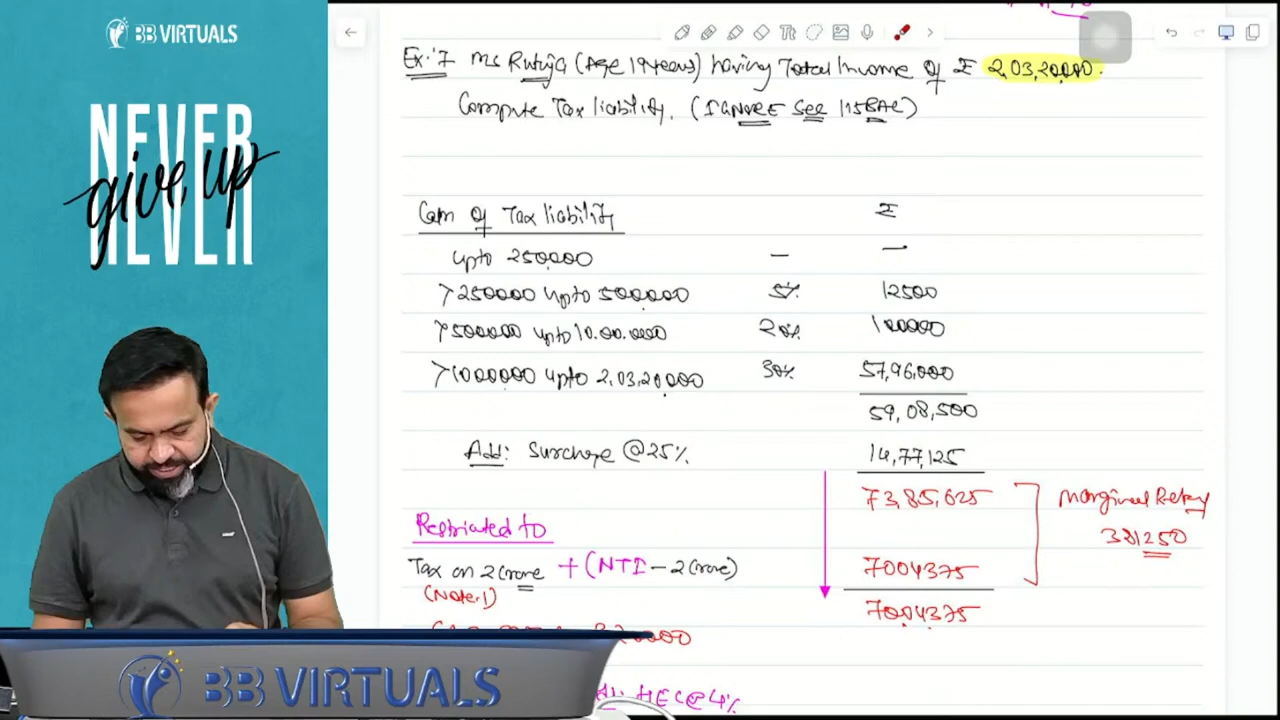 BB VIRTUALS
NEVER
give up
NEVER
Ex:7 Ms Rutuja (Age 19 years) having Total Income of ₹ 2,03,20,000.
Compute Tax liability. (IGNORE Sec 115BAC)
Com of Tax liability ₹
upto 250,000 — —
>250000 upto 500,000 5% 12500
>500000 upto 10,00,000 20% 100000
>1000000 upto 2,03,20,000 30% 57,96,000
59,08,500
Add: Surcharge @25% 14,77,125
73,85,625 Marginal Relief
381250
Restricted to
Tax on 2 Crore + (NTI - 2 Crore) 7004375
(Note:1)
7004375
HEC@4%
BB VIRTUALS